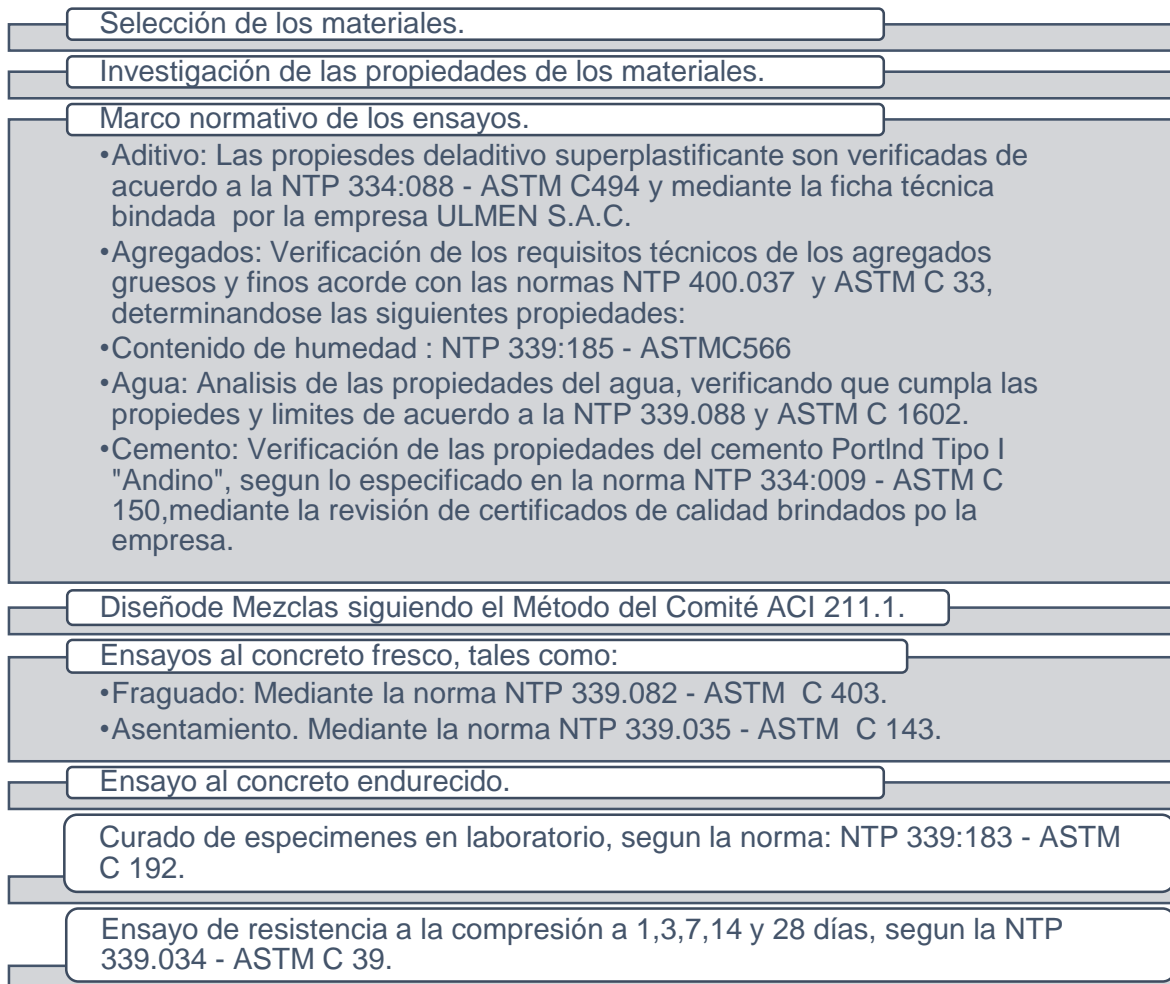 Selección de los materiales.
Investigación de las propiedades de los materiales.
Marco normativo de los ensayos.
•Aditivo: Las propiesdes deladitivo superplastificante son verificadas de
acuerdo a la NTP 334:088 - ASTM C494 y mediante la ficha técnica
bindada  por la empresa ULMEN S.A.C.
•Agregados: Verificación de los requisitos técnicos de los agregados
gruesos y finos acorde con las normas NTP 400.037  y ASTM C 33,
determinandose las siguientes propiedades:
•Contenido de humedad : NTP 339:185 - ASTMC566
•Agua: Analisis de las propiedades del agua, verificando que cumpla las
propiedes y limites de acuerdo a la NTP 339.088 y ASTM C 1602.
•Cemento: Verificación de las propiedades del cemento Portlnd Tipo I
"Andino", segun lo especificado en la norma NTP 334:009 - ASTM C
150,mediante la revisión de certificados de calidad brindados po la
empresa.
Diseñode Mezclas siguiendo el Método del Comité ACI 211.1.
Ensayos al concreto fresco, tales como:
•Fraguado: Mediante la norma NTP 339.082 - ASTM  C 403.
•Asentamiento. Mediante la norma NTP 339.035 - ASTM  C 143.
Ensayo al concreto endurecido.
Curado de especimenes en laboratorio, segun la norma: NTP 339:183 - ASTM
C 192.
Ensayo de resistencia a la compresión a 1,3,7,14 y 28 días, segun la NTP
339.034 - ASTM C 39.